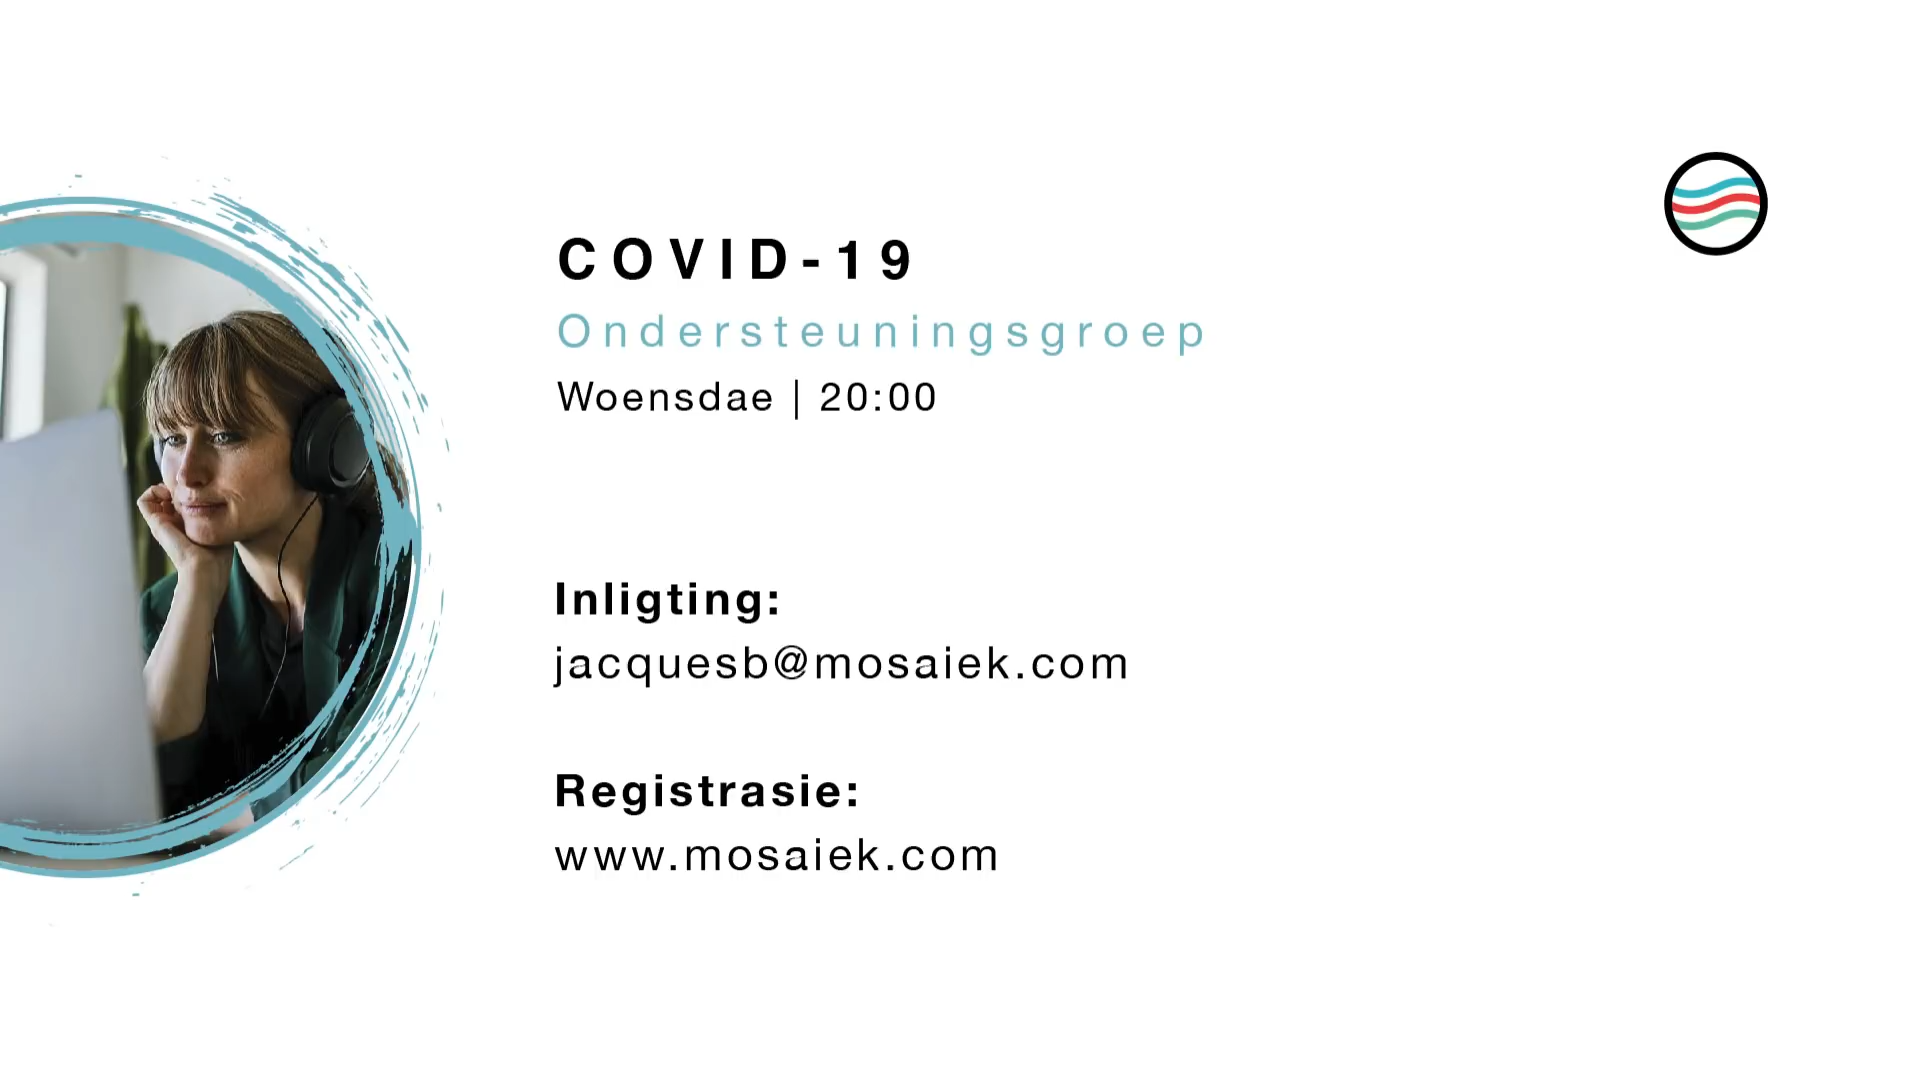 COVID-19
Ondersteuningsgroep
Woensdae | 20:00
Inligting:
jacquesb@mosaiek.com
Registrasie:
www.mosaiek.com